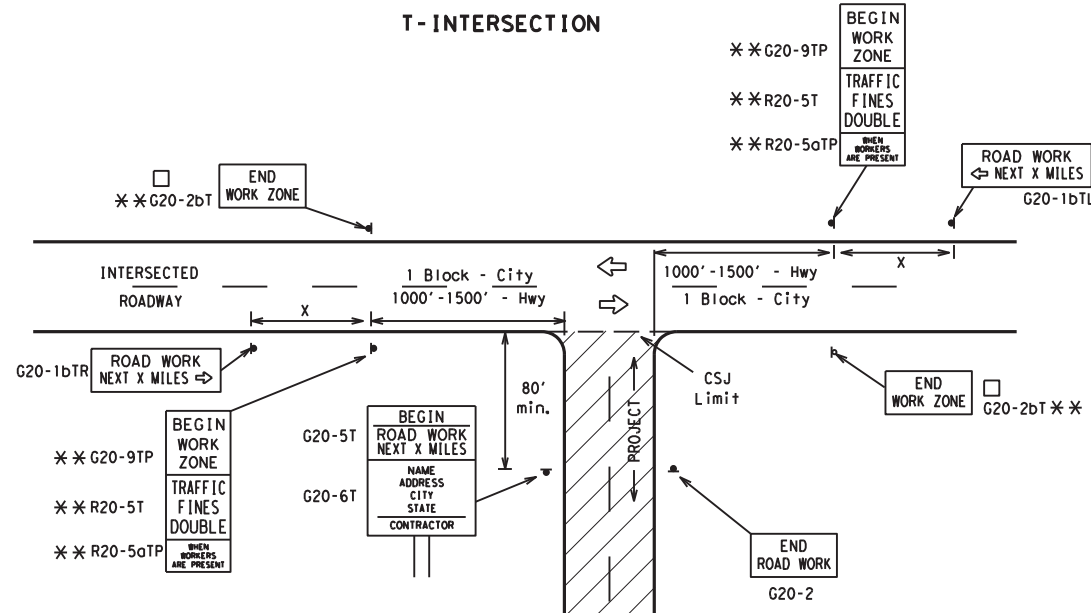 T-INTERSECTION
**G20-9TP
BEGIN
WORK
ZONE
**R20-5T
TRAFFIC
FINES
DOUBLE
**R20-5aTP
WHEN
WORKERS
ARE PRESENT
ROAD WORK
⇦ NEXT X MILES
G20-1bTL
□
**G20-2bT
END
WORK ZONE
INTERSECTED
ROADWAY
X
1 Block - City
1000'-1500' - Hwy
⇦
⇨
1000'-1500' - Hwy
1 Block - City
X
G20-1bTR
ROAD WORK
NEXT X MILES ⇨
80'
min.
CSJ
Limit
PROJECT
END
WORK ZONE
□
G20-2bT **
**G20-9TP
BEGIN
WORK
ZONE
**R20-5T
TRAFFIC
FINES
DOUBLE
**R20-5aTP
WHEN
WORKERS
ARE PRESENT
G20-5T
BEGIN
ROAD WORK
NEXT X MILES
G20-6T
NAME
ADDRESS
CITY
STATE
CONTRACTOR
END
ROAD WORK
G20-2